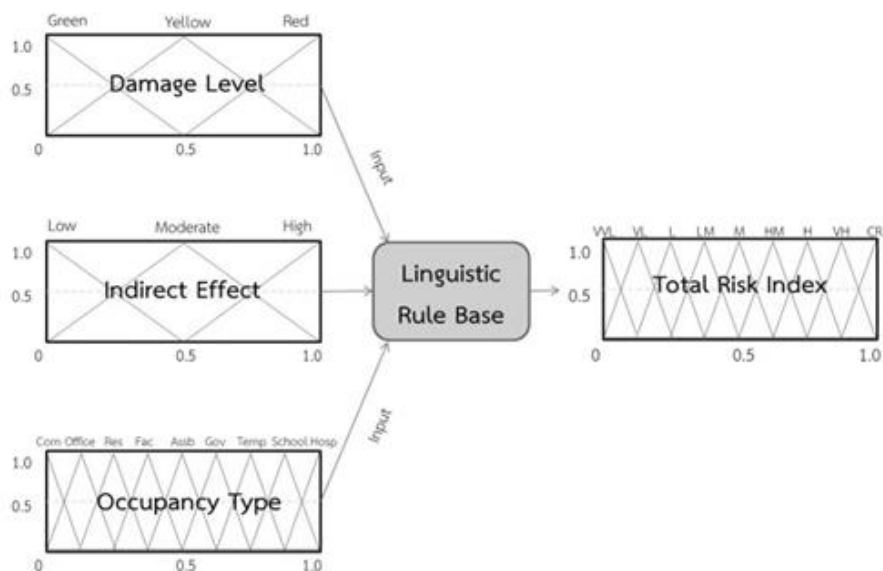 Green Yellow Red
1.0
0.5
Damage Level
0 0.5 1.0
Input
Low Moderate High
1.0
0.5
Indirect Effect
0 0.5 1.0
Linguistic
Rule Base
VVL VL L LM M HM H VH CR
1.0
0.5
Total Risk Index
0 0.5 1.0
Input
Com Office Res Fac. Assb Gov Temp School Hosp
1.0
0.5
Occupancy Type
0 0.5 1.0